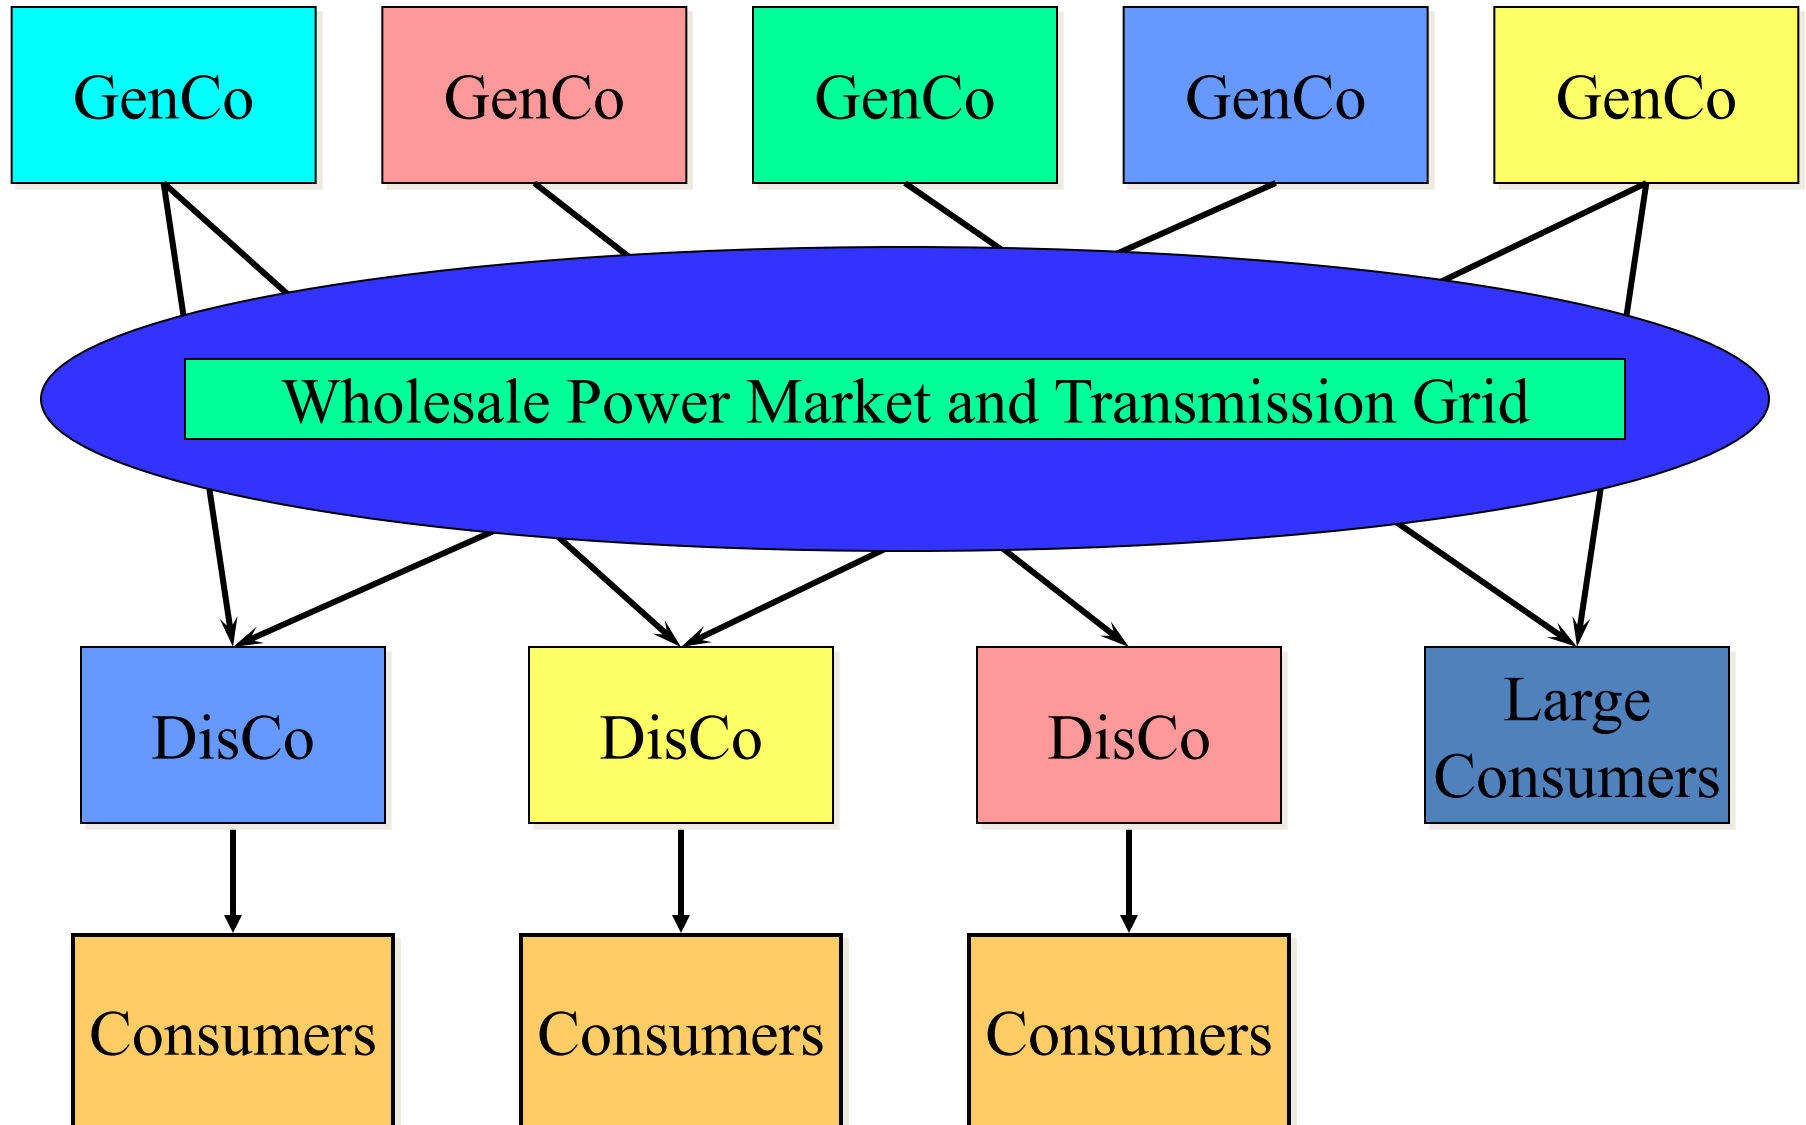 GenCo
GenCo
GenCo
GenCo
GenCo
Wholesale Power Market and Transmission Grid
DisCo
DisCo
DisCo
Large
Consumers
Consumers
Consumers
Consumers